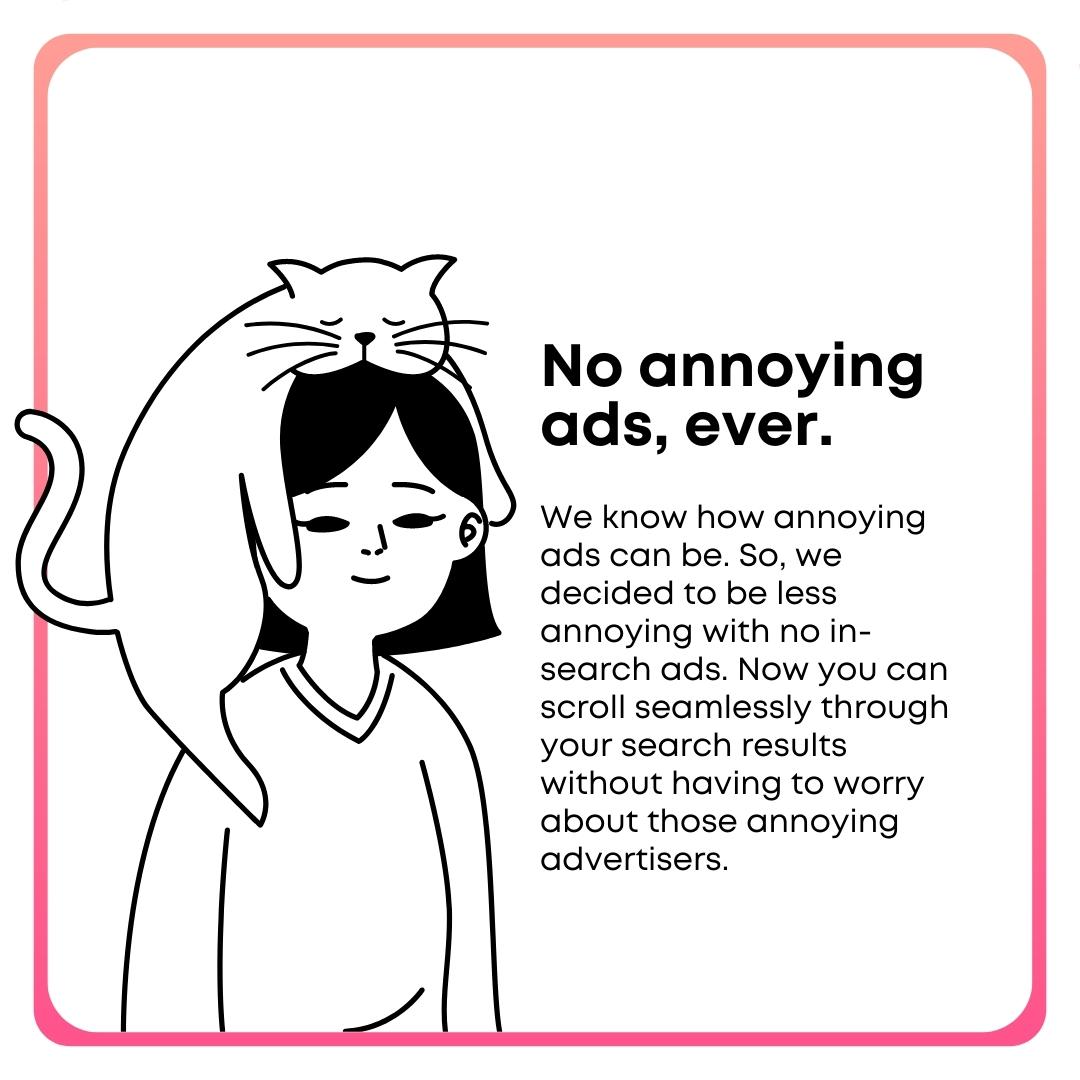 No annoying
ads, ever.
We know how annoying
ads can be. So, we
decided to be less
annoying with no in-
search ads. Now you can
scroll seamlessly through
your search results
without having to worry
about those annoying
advertisers.